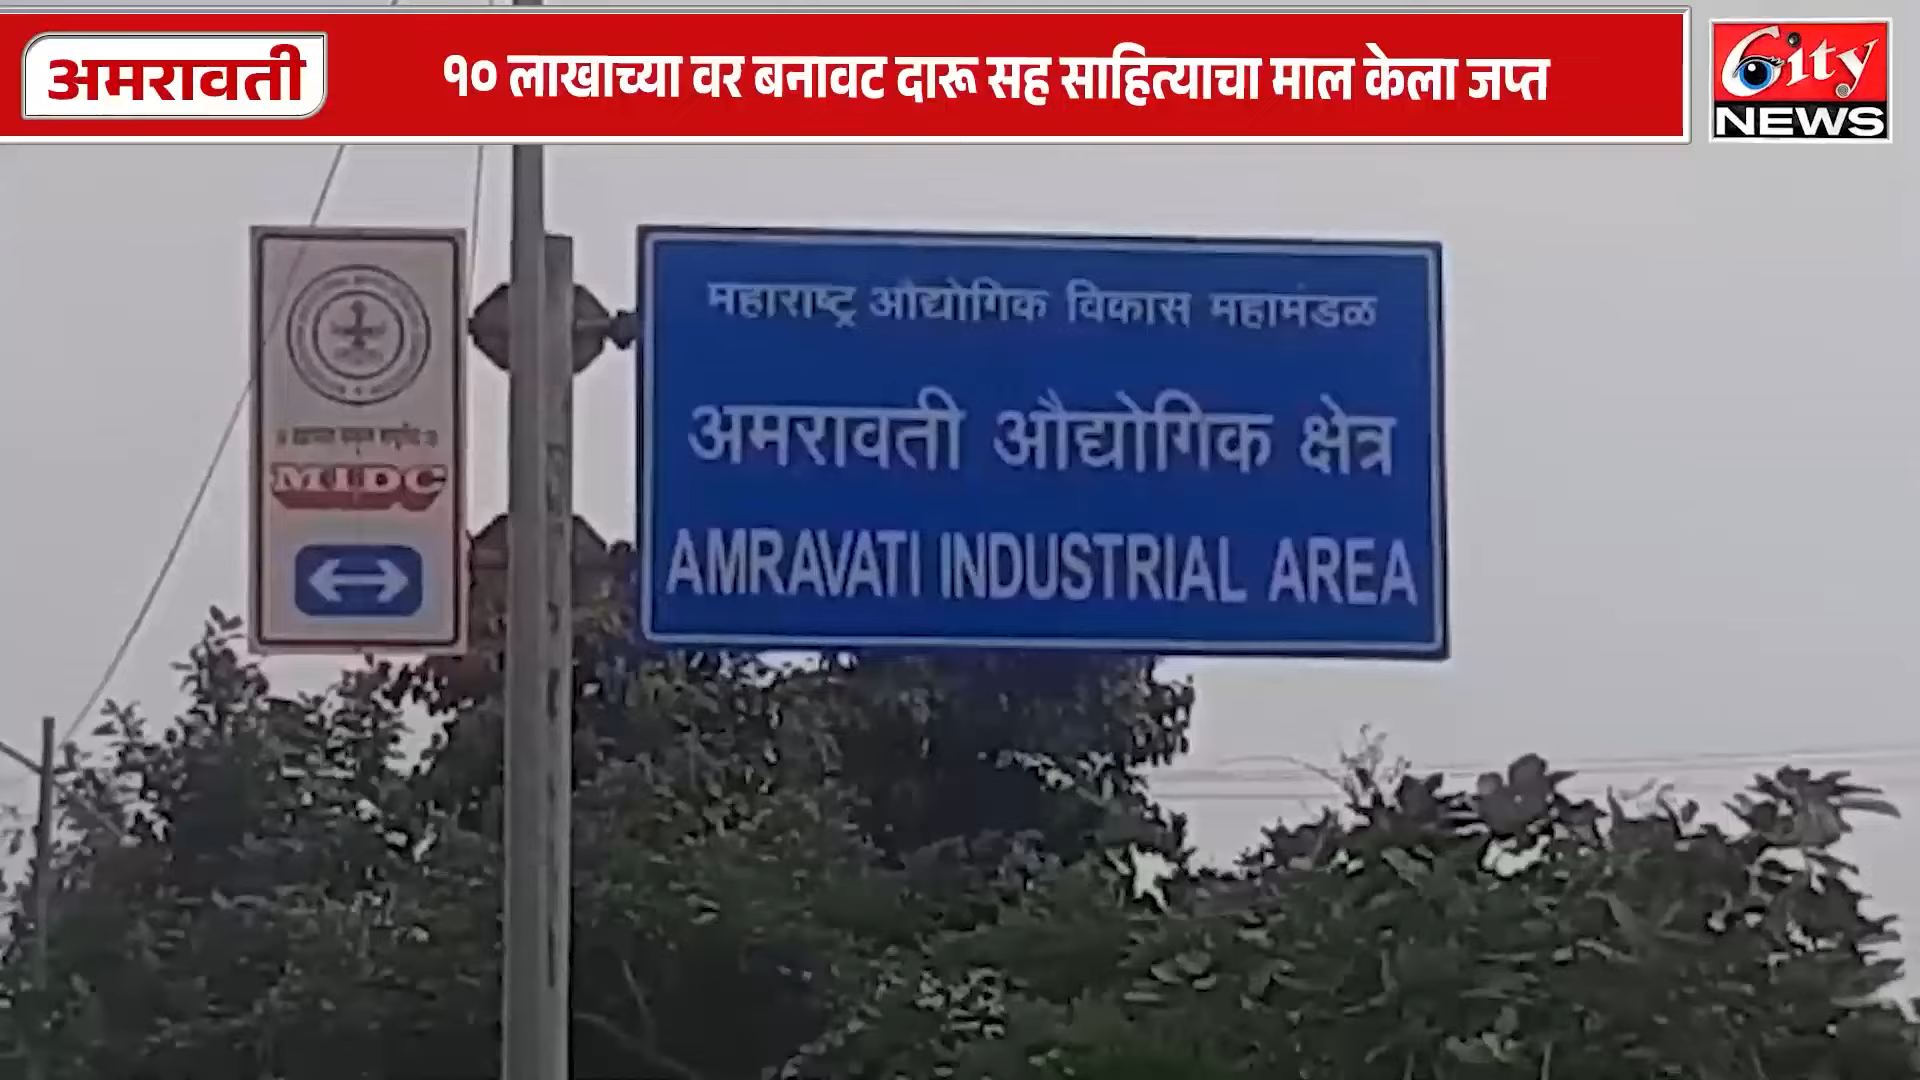 अमरावती
१० लाखाच्या वर बनावट दारू सह साहित्याचा माल केला जप्त
City
NEWS
MIDC
महाराष्ट्र औद्योगिक विकास महामंडळ
अमरावती औद्योगिक क्षेत्र
AMRAVATI INDUSTRIAL AREA